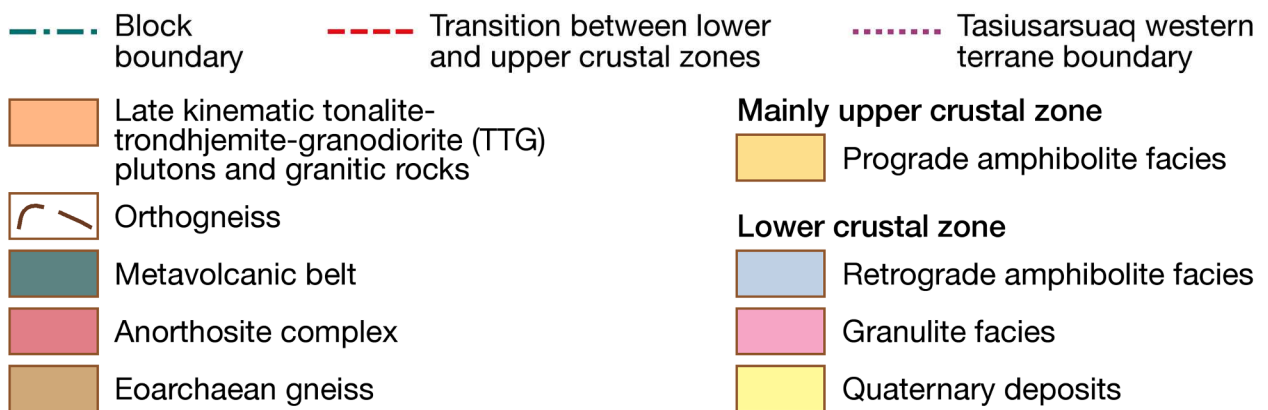 Block
boundary
Transition between lower
and upper crustal zones
Tasiusarsuaq western
terrane boundary
Late kinematic tonalite-
trondhjemite-granodiorite (TTG)
plutons and granitic rocks
Orthogneiss
Metavolcanic belt
Anorthosite complex
Eoarchaean gneiss
Mainly upper crustal zone
Prograde amphibolite facies
Lower crustal zone
Retrograde amphibolite facies
Granulite facies
Quaternary deposits